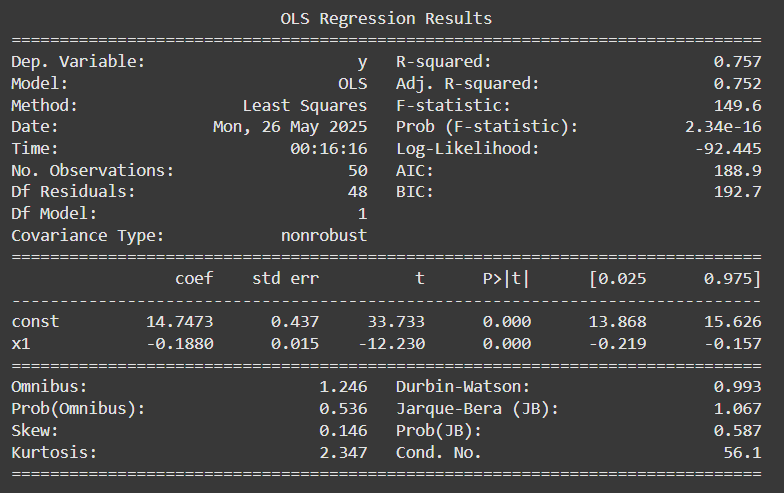 OLS Regression Results
==============================================================================
Dep. Variable:                      y   R-squared:                       0.757
Model:                            OLS   Adj. R-squared:                  0.752
Method:                 Least Squares   F-statistic:                     149.6
Date:                Mon, 26 May 2025   Prob (F-statistic):           2.34e-16
Time:                        00:16:16   Log-Likelihood:                -92.445
No. Observations:                  50   AIC:                             188.9
Df Residuals:                      48   BIC:                             192.7
Df Model:                           1
Covariance Type:            nonrobust
==============================================================================
                 coef    std err          t      P>|t|      [0.025      0.975]
------------------------------------------------------------------------------
const         14.7473      0.437     33.733      0.000      13.868      15.626
x1            -0.1880      0.015    -12.230      0.000      -0.219      -0.157
==============================================================================
Omnibus:                        1.246   Durbin-Watson:                   0.993
Prob(Omnibus):                  0.536   Jarque-Bera (JB):                1.067
Skew:                           0.146   Prob(JB):                        0.587
Kurtosis:                       2.347   Cond. No.                         56.1
==============================================================================